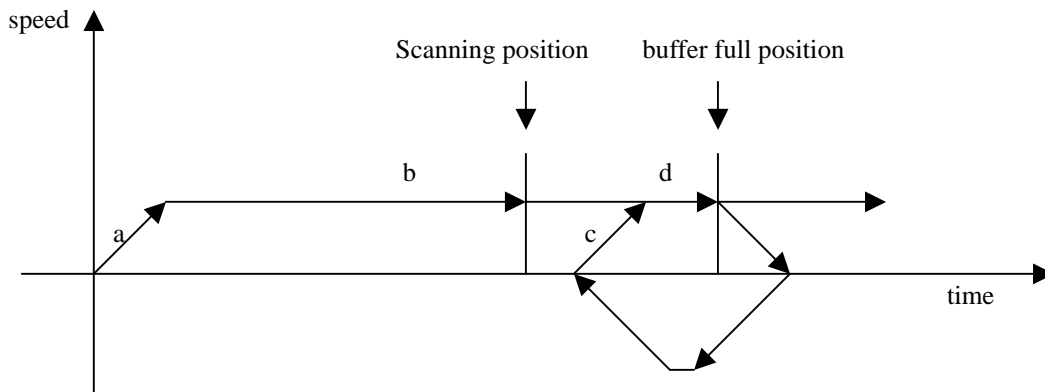 speed
Scanning position
buffer full position
b
d
a
c
time